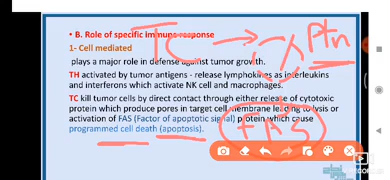 B. Role of specific immune response
TC
Ptn
1- Cell mediated
plays a major role in defense against tumor growth.
TH activated by tumor antigens - release lymphokines as interleukins
and interferons which activate NK cell and macrophages.
TC kill tumor cells by direct contact through either release of cytotoxic
protein which produce pores in target cell membrane leading to lysis or
activation of FAS (Factor of apoptotic signal) protein which cause
programmed cell death (apoptosis).
FAS